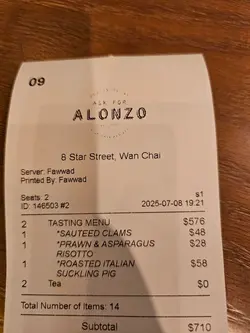 09
ASK FOR
ALONZO
8 Star Street, Wan Chai
Server: Fawwad
Printed By: Fawwad
Seats: 2 s1
ID: 146503 #2 2025-07-08 19:21
2 TASTING MENU $576
1 *SAUTEED CLAMS $48
1 *PRAWN & ASPARAGUS $28
RISOTTO
1 *ROASTED ITALIAN $58
SUCKLING PIG
2 Tea $0
Total Number of Items: 14
Subtotal $710